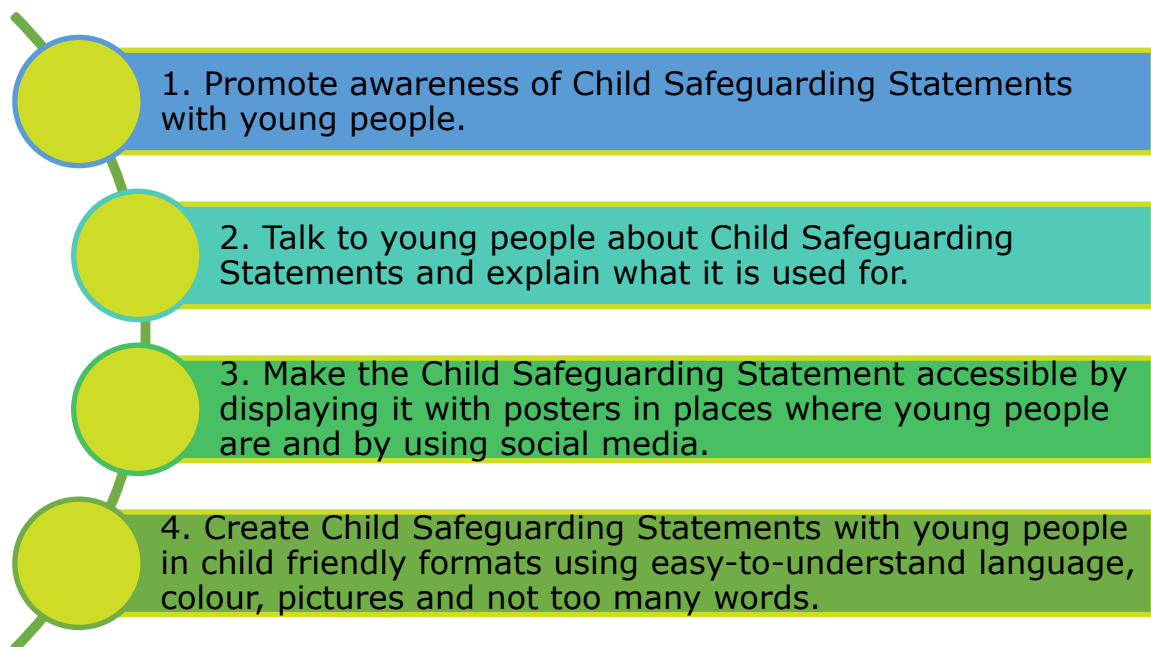 1. Promote awareness of Child Safeguarding Statements
with young people.
2. Talk to young people about Child Safeguarding
Statements and explain what it is used for.
3. Make the Child Safeguarding Statement accessible by
displaying it with posters in places where young people
are and by using social media.
4. Create Child Safeguarding Statements with young people
in child friendly formats using easy-to-understand language,
colour, pictures and not too many words.